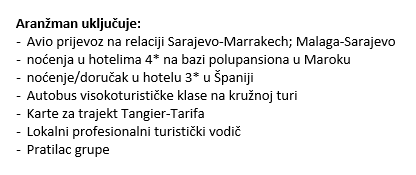 Aranžman uključuje:
- Avio prijevoz na relaciji Sarajevo-Marrakech; Malaga-Sarajevo
- noćenja u hotelima 4* na bazi polupansiona u Maroku
- noćenje/doručak u hotelu 3* u Španiji
- Autobus visokoturističke klase na kružnoj turi
- Karte za trajekt Tangier-Tarifa
- Lokalni profesionalni turistički vodič
- Pratilac grupe